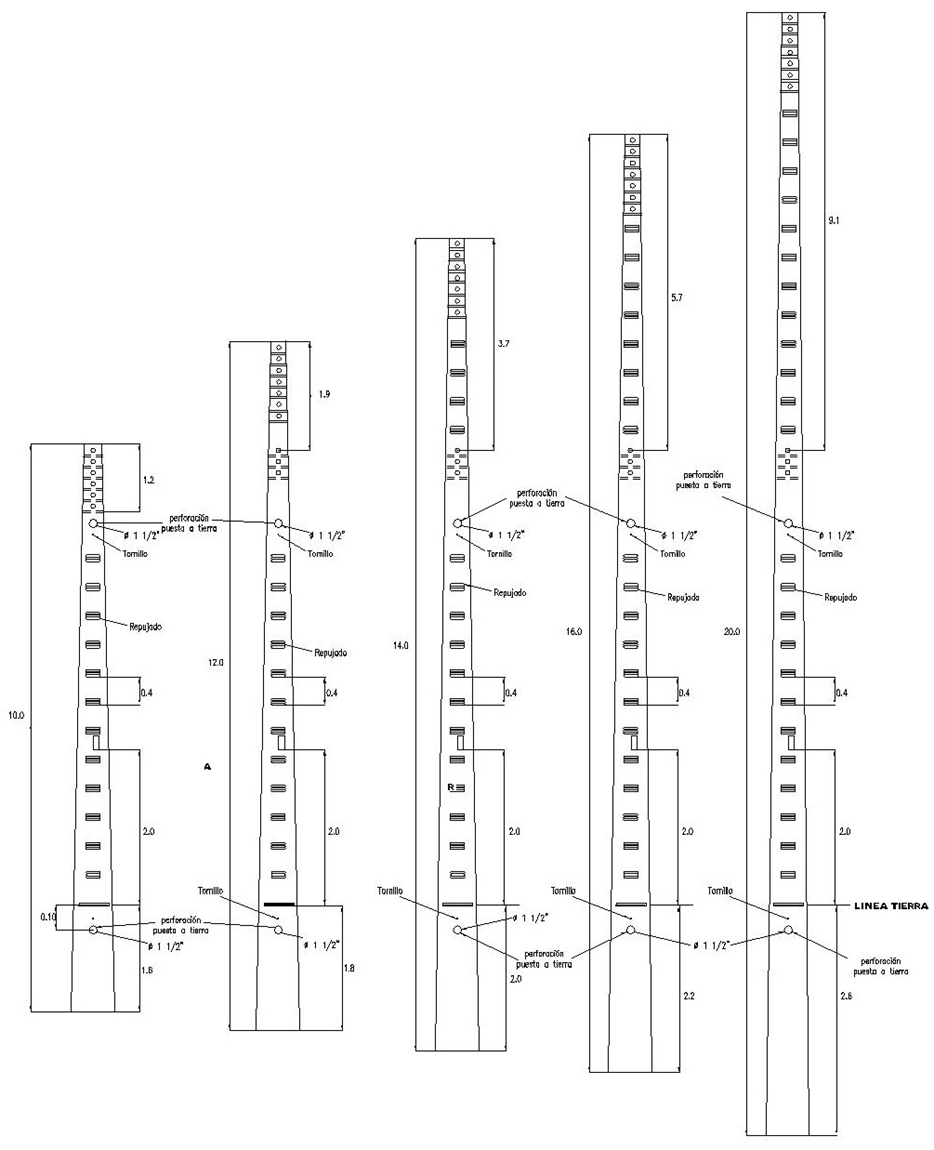 9.1
5.7
3.7
1.9
1.2
perforación
puesta a tierra
perforación
puesta a tierra
perforación
puesta a tierra
ø 1 1/2"
ø 1 1/2"
ø 1 1/2"
ø 1 1/2"
ø 1 1/2"
Tornillo
Tornillo
Tornillo
Tornillo
Tornillo
Repujado
Repujado
Repujado
Repujado
Repujado
10.0
12.0
14.0
16.0
20.0
0.4
0.4
0.4
0.4
0.4
A
R
2.0
2.0
2.0
2.0
2.0
Tornillo
Tornillo
Tornillo
Tornillo
LINEA TIERRA
0.10
perforación
puesta a tierra
ø 1 1/2"
ø 1 1/2"
ø 1 1/2"
ø 1 1/2"
perforación
puesta a tierra
perforación
puesta a tierra
1.6
1.8
2.0
2.2
2.6